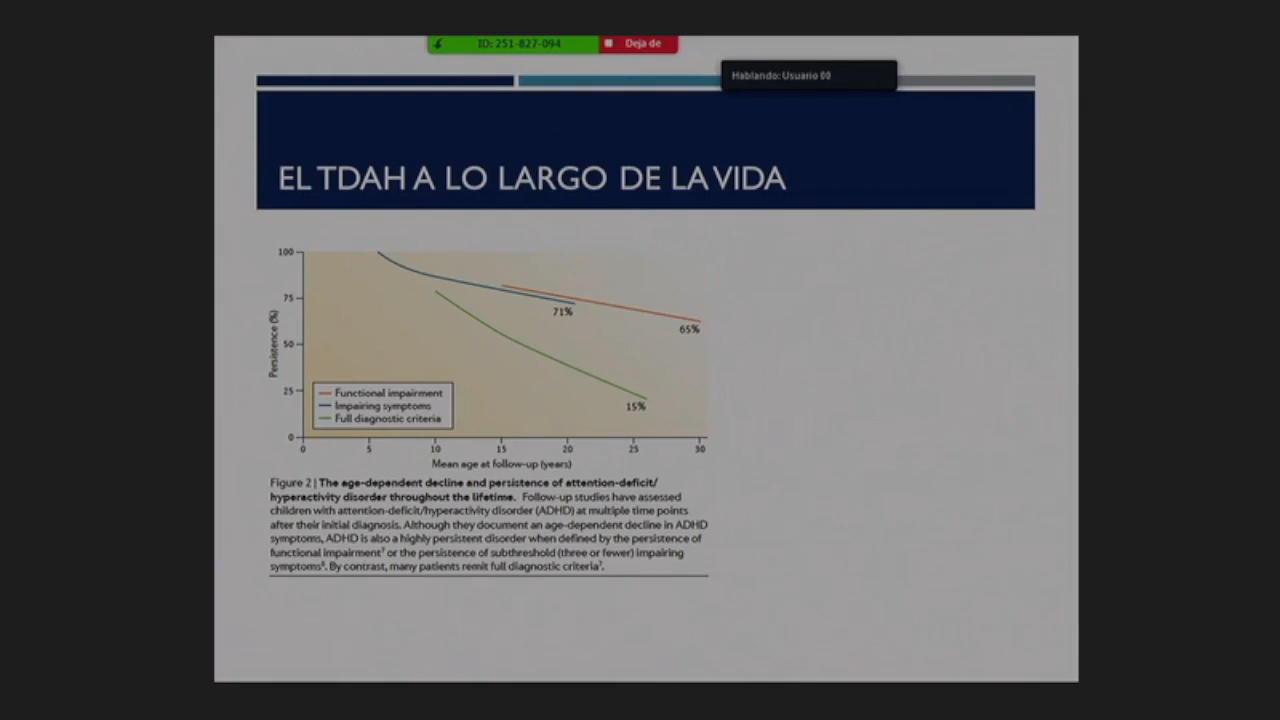 ID: 251-827-094
Deja de
Hablando: Usuario 00
EL TDAH A LO LARGO DE LA VIDA
100
75
50
25
0
Persistence (%)
71%
65%
15%
Functional impairment
Impairing symptoms
Full diagnostic criteria
0 5 10 15 20 25 30
Mean age at follow-up (years)
Figure 2 | The age-dependent decline and persistence of attention-deficit/
hyperactivity disorder throughout the lifetime. Follow-up studies have assessed
children with attention-deficit/hyperactivity disorder (ADHD) at multiple time points
after their initial diagnosis. Although they document an age-dependent decline in ADHD
symptoms, ADHD is also a highly persistent disorder when defined by the persistence of
functional impairment⁷ or the persistence of subthreshold (three or fewer) impairing
symptoms⁸. By contrast, many patients remit full diagnostic criteria⁷.